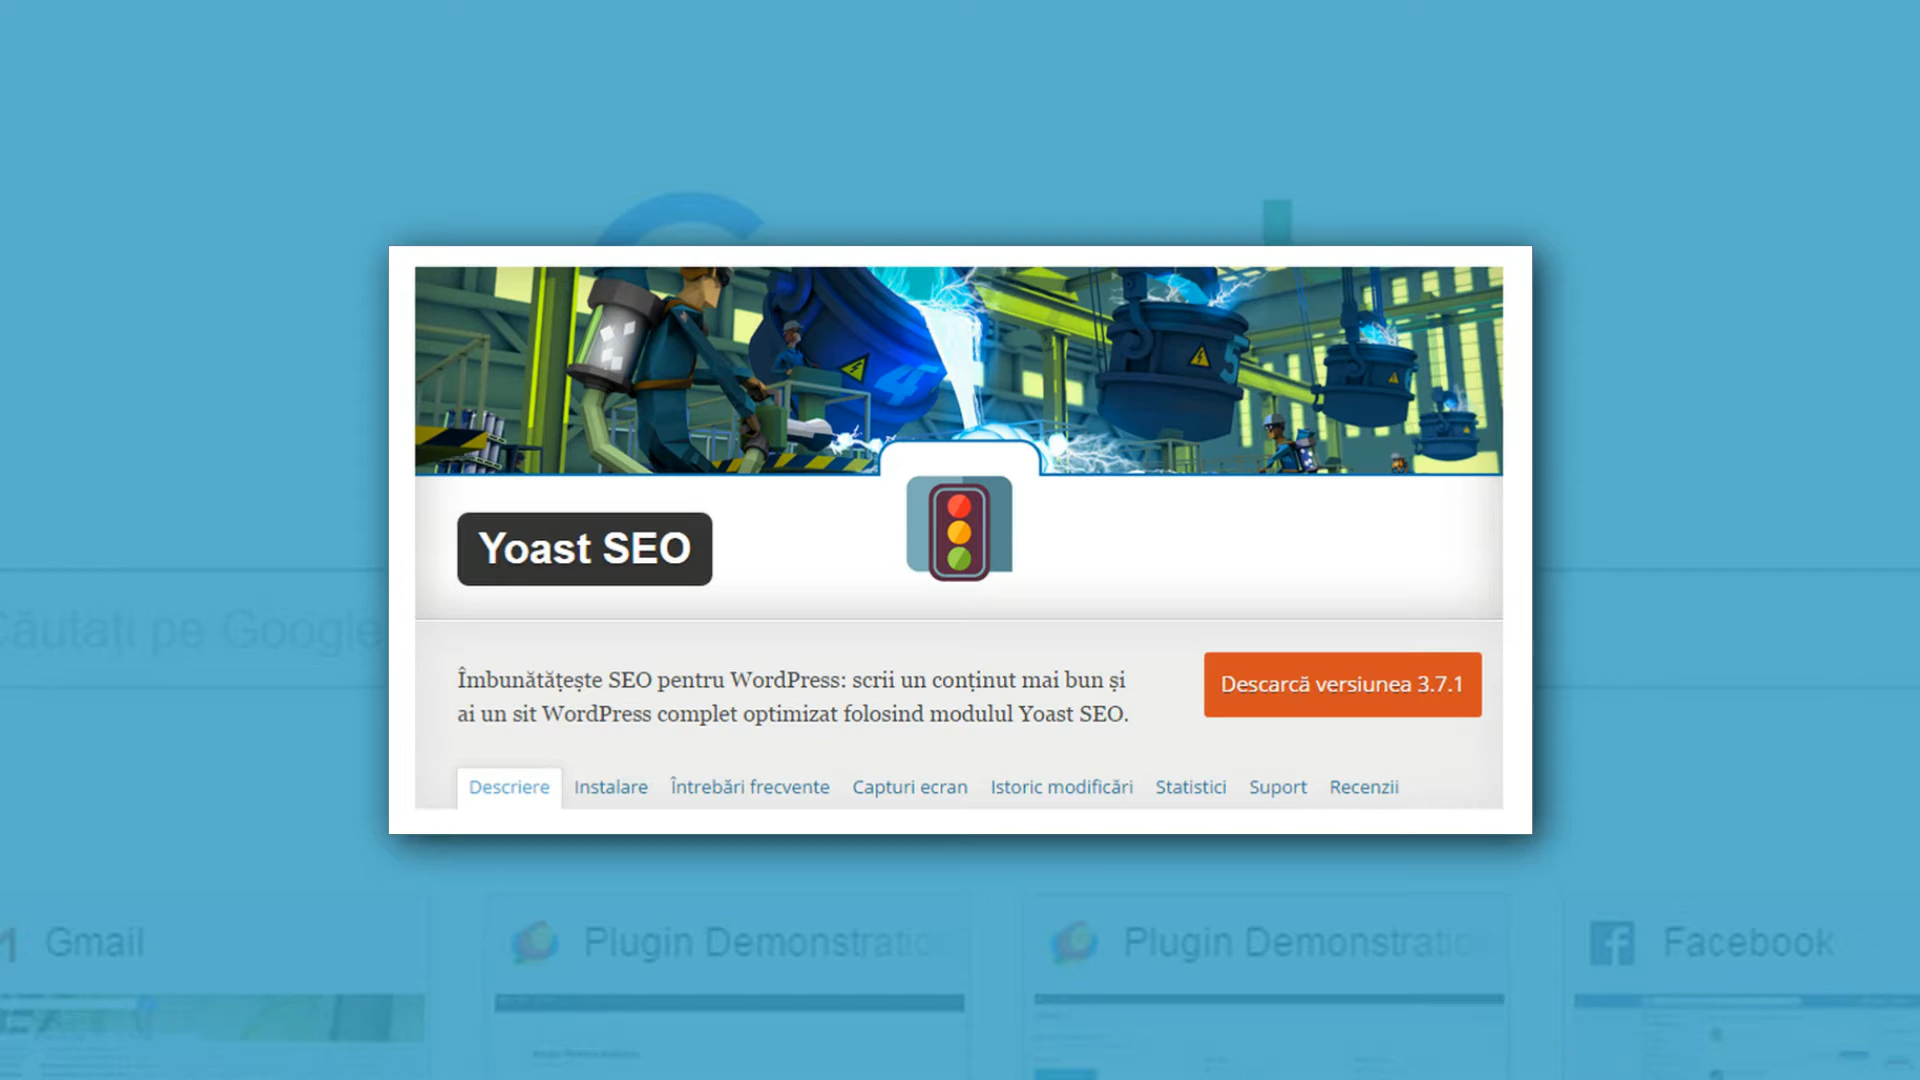 4
5
Yoast SEO
Căutați pe Google
Îmbunătățește SEO pentru WordPress: scrii un conținut mai bun și
ai un sit WordPress complet optimizat folosind modulul Yoast SEO.
Descarcă versiunea 3.7.1
Descriere Instalare Întrebări frecvente Capturi ecran Istoric modificări Statistici Suport Recenzii
Gmail
Plugin Demonstratio
Plugin Demonstratio
Facebook